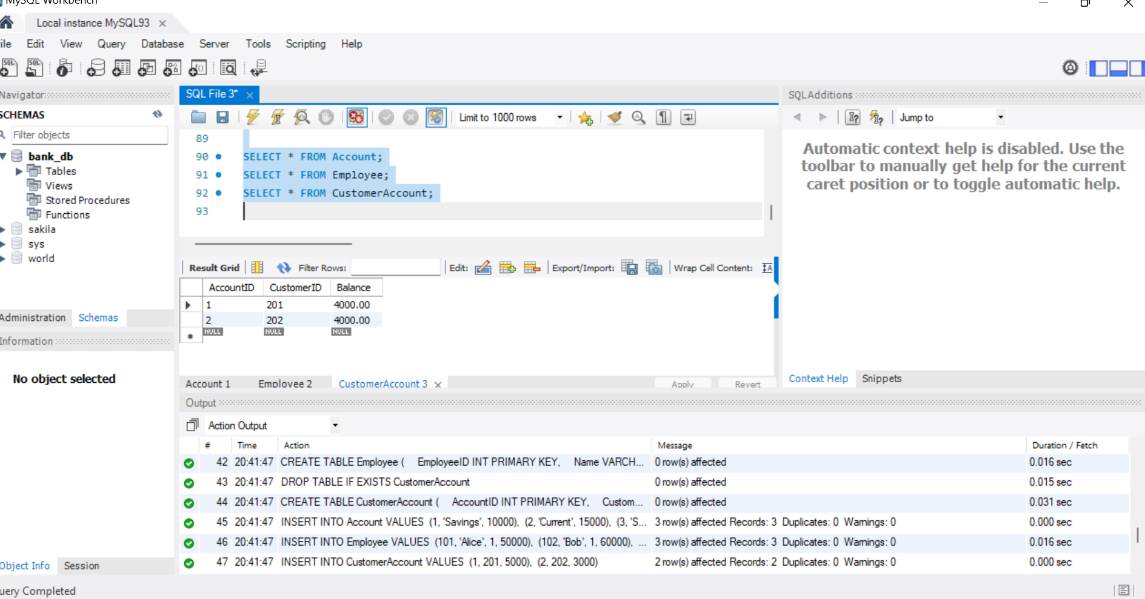 MySQL Workbench
Local instance MySQL93
ile Edit View Query Database Server Tools Scripting Help
Navigator
SCHEMAS
Filter objects
bank_db
Tables
Views
Stored Procedures
Functions
sakila
sys
world
Administration Schemas
Information
No object selected
Object Info Session
uery Completed
SQL File 3*
Limit to 1000 rows
89
90 SELECT * FROM Account;
91 SELECT * FROM Employee;
92 SELECT * FROM CustomerAccount;
93
Result Grid Filter Rows: Edit: Export/Import: Wrap Cell Content:
AccountID CustomerID Balance
1 201 4000.00
2 202 4000.00
NULL NULL NULL
Account 1 Employee 2 CustomerAccount 3 Apply Revert
SQLAdditions
Jump to
Automatic context help is disabled. Use the
toolbar to manually get help for the current
caret position or to toggle automatic help.
Context Help Snippets
Output
Action Output
# Time Action Message Duration / Fetch
42 20:41:47 CREATE TABLE Employee ( EmployeeID INT PRIMARY KEY, Name VARCH... 0 row(s) affected 0.016 sec
43 20:41:47 DROP TABLE IF EXISTS CustomerAccount 0 row(s) affected 0.015 sec
44 20:41:47 CREATE TABLE CustomerAccount ( AccountID INT PRIMARY KEY, Custom... 0 row(s) affected 0.031 sec
45 20:41:47 INSERT INTO Account VALUES (1, 'Savings', 10000), (2, 'Current', 15000), (3, 'S... 3 row(s) affected Records: 3 Duplicates: 0 Warnings: 0 0.000 sec
46 20:41:47 INSERT INTO Employee VALUES (101, 'Alice', 1, 50000), (102, 'Bob', 1, 60000), ... 3 row(s) affected Records: 3 Duplicates: 0 Warnings: 0 0.016 sec
47 20:41:47 INSERT INTO CustomerAccount VALUES (1, 201, 5000), (2, 202, 3000) 2 row(s) affected Records: 2 Duplicates: 0 Warnings: 0 0.000 sec